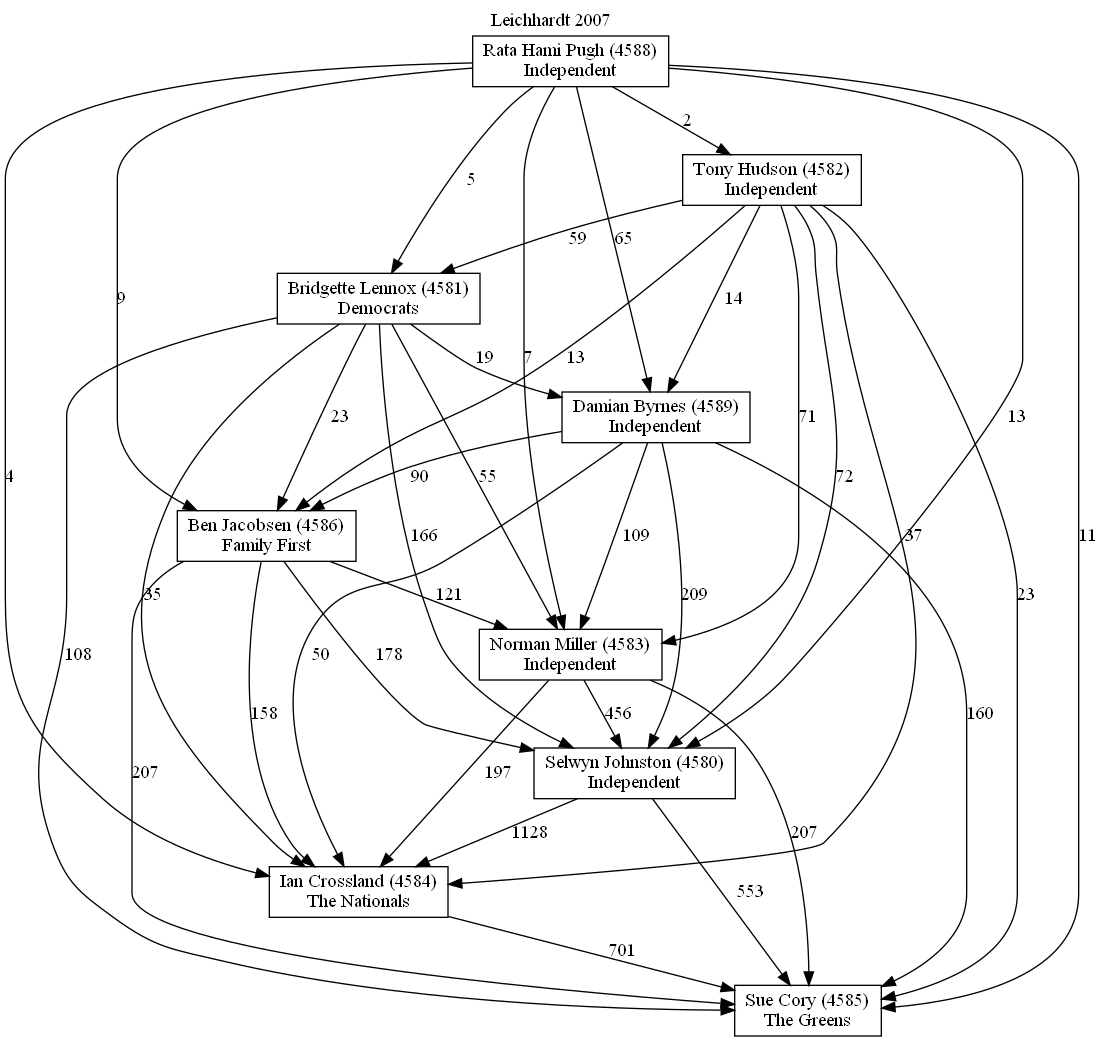 Leichhardt 2007
Rata Hami Pugh (4588)
Independent
2
Tony Hudson (4582)
Independent
5
59
65
Bridgette Lennox (4581)
Democrats
9
14
19
7
13
Damian Byrnes (4589)
Independent
23
71
13
4
90
55
72
Ben Jacobsen (4586)
Family First
166
109
37
35
121
209
23
11
Norman Miller (4583)
Independent
108
50
178
158
456
160
Selwyn Johnston (4580)
Independent
207
197
1128
207
Ian Crossland (4584)
The Nationals
553
701
Sue Cory (4585)
The Greens